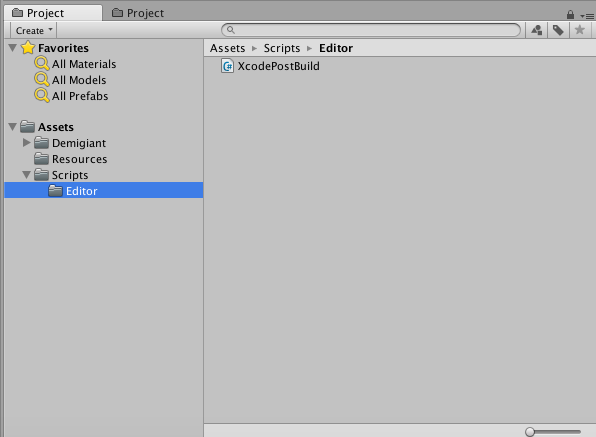 Project Project
Create
Favorites
All Materials
All Models
All Prefabs
Assets
Demigiant
Resources
Scripts
Editor
Assets Scripts Editor
C#
XcodePostBuild